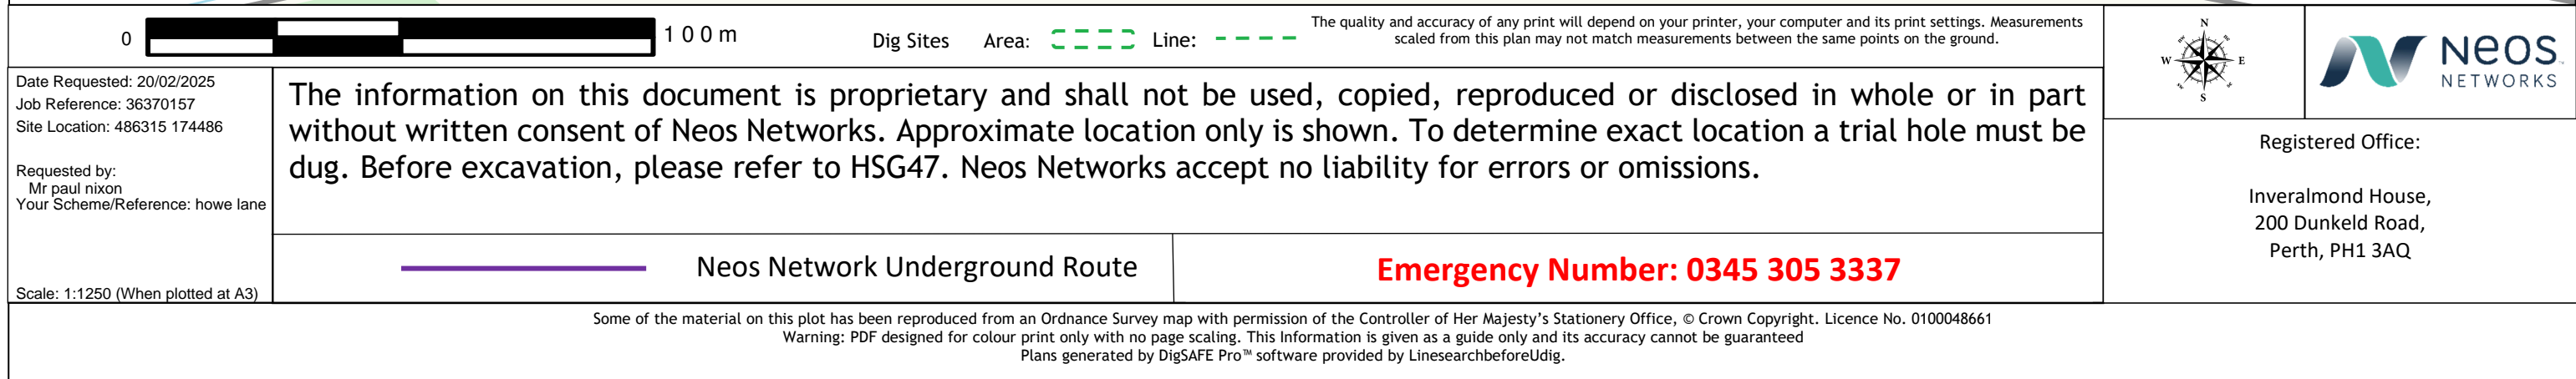 0
100m
Dig Sites Area: Line:
The quality and accuracy of any print will depend on your printer, your computer and its print settings. Measurements
scaled from this plan may not match measurements between the same points on the ground.
N
W E
S
Neos
NETWORKS
Date Requested: 20/02/2025
Job Reference: 36370157
Site Location: 486315 174486
Requested by:
Mr paul nixon
Your Scheme/Reference: howe lane
Scale: 1:1250 (When plotted at A3)
The information on this document is proprietary and shall not be used, copied, reproduced or disclosed in whole or in part
without written consent of Neos Networks. Approximate location only is shown. To determine exact location a trial hole must be
dug. Before excavation, please refer to HSG47. Neos Networks accept no liability for errors or omissions.
Neos Network Underground Route
Emergency Number: 0345 305 3337
Registered Office:
Inveralmond House,
200 Dunkeld Road,
Perth, PH1 3AQ
Some of the material on this plot has been reproduced from an Ordnance Survey map with permission of the Controller of Her Majesty's Stationery Office, © Crown Copyright. Licence No. 0100048661
Warning: PDF designed for colour print only with no page scaling. This Information is given as a guide only and its accuracy cannot be guaranteed
Plans generated by DigSAFE Pro™ software provided by LinesearchbeforeUdig.